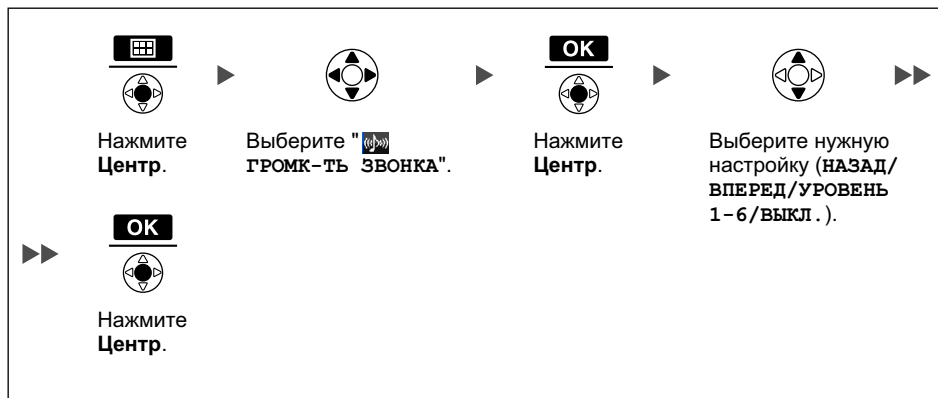 OK
Нажмите
Центр.
Выберите "
ГРОМК-ТЬ ЗВОНКА".
Нажмите
Центр.
Выберите нужную
настройку (НАЗАД/
ВПЕРЕД/УРОВЕНЬ
1-6/ВЫКЛ.).
OK
Нажмите
Центр.